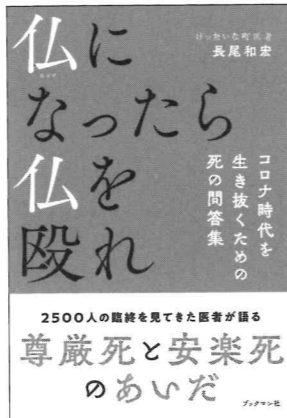 仏に
なったら
仏を
殴れ
けったいな町医者
長尾和宏
コロナ時代を
生き抜くための
死の問答集
2500人の臨終を見てきた医者が語る
尊厳死と安楽死
のあいだ
ブックマン社